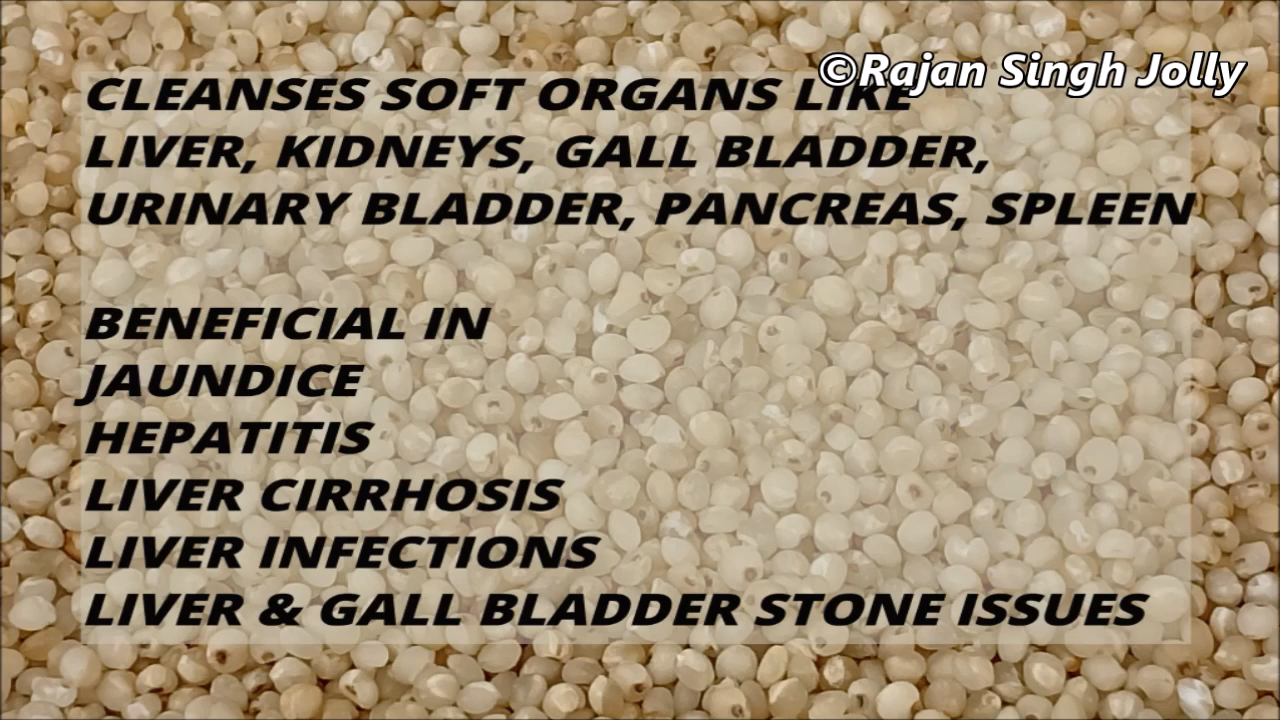 ©Rajan Singh Jolly
CLEANSES SOFT ORGANS LIKE
LIVER, KIDNEYS, GALL BLADDER,
URINARY BLADDER, PANCREAS, SPLEEN
BENEFICIAL IN
JAUNDICE
HEPATITIS
LIVER CIRRHOSIS
LIVER INFECTIONS
LIVER & GALL BLADDER STONE ISSUES